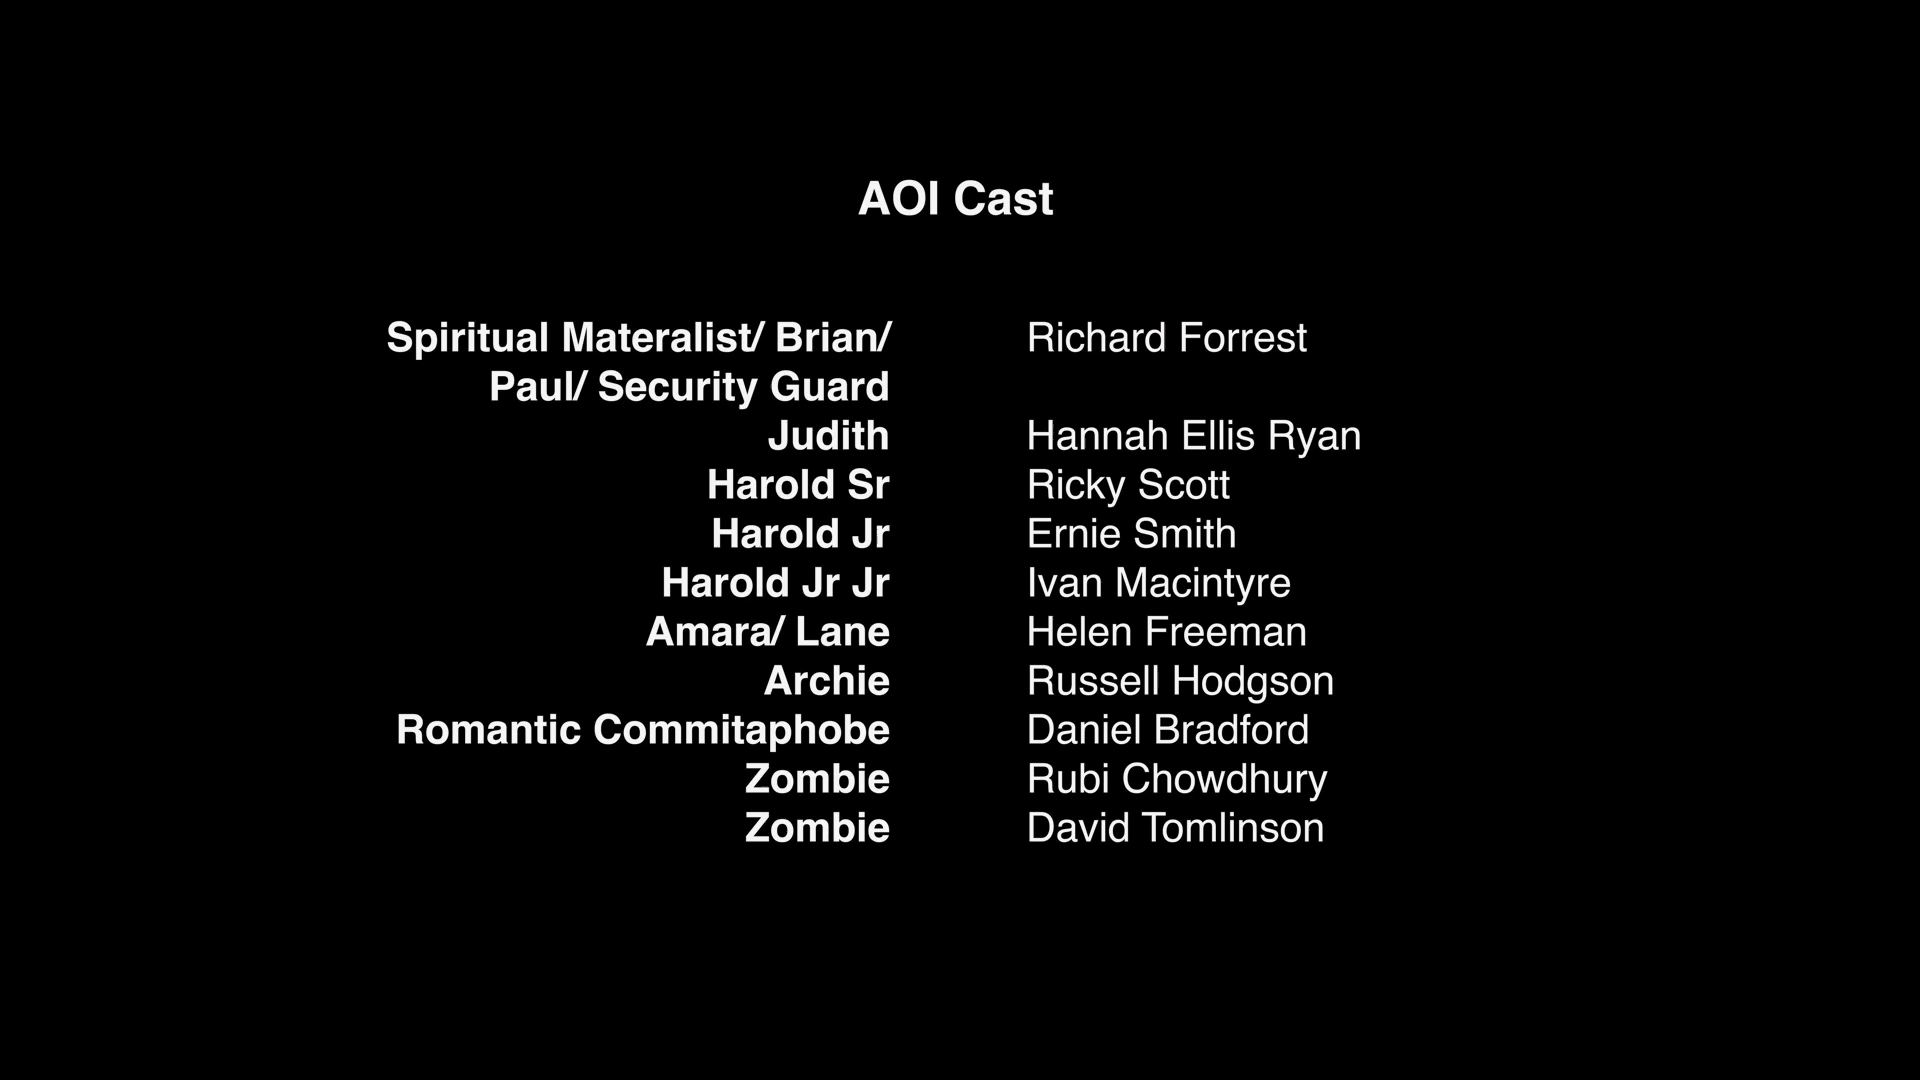 AOI Cast
Spiritual Materalist/ Brian/ Richard Forrest
Paul/ Security Guard
Judith Hannah Ellis Ryan
Harold Sr Ricky Scott
Harold Jr Ernie Smith
Harold Jr Jr Ivan Macintyre
Amara/ Lane Helen Freeman
Archie Russell Hodgson
Romantic Commitaphobe Daniel Bradford
Zombie Rubi Chowdhury
Zombie David Tomlinson